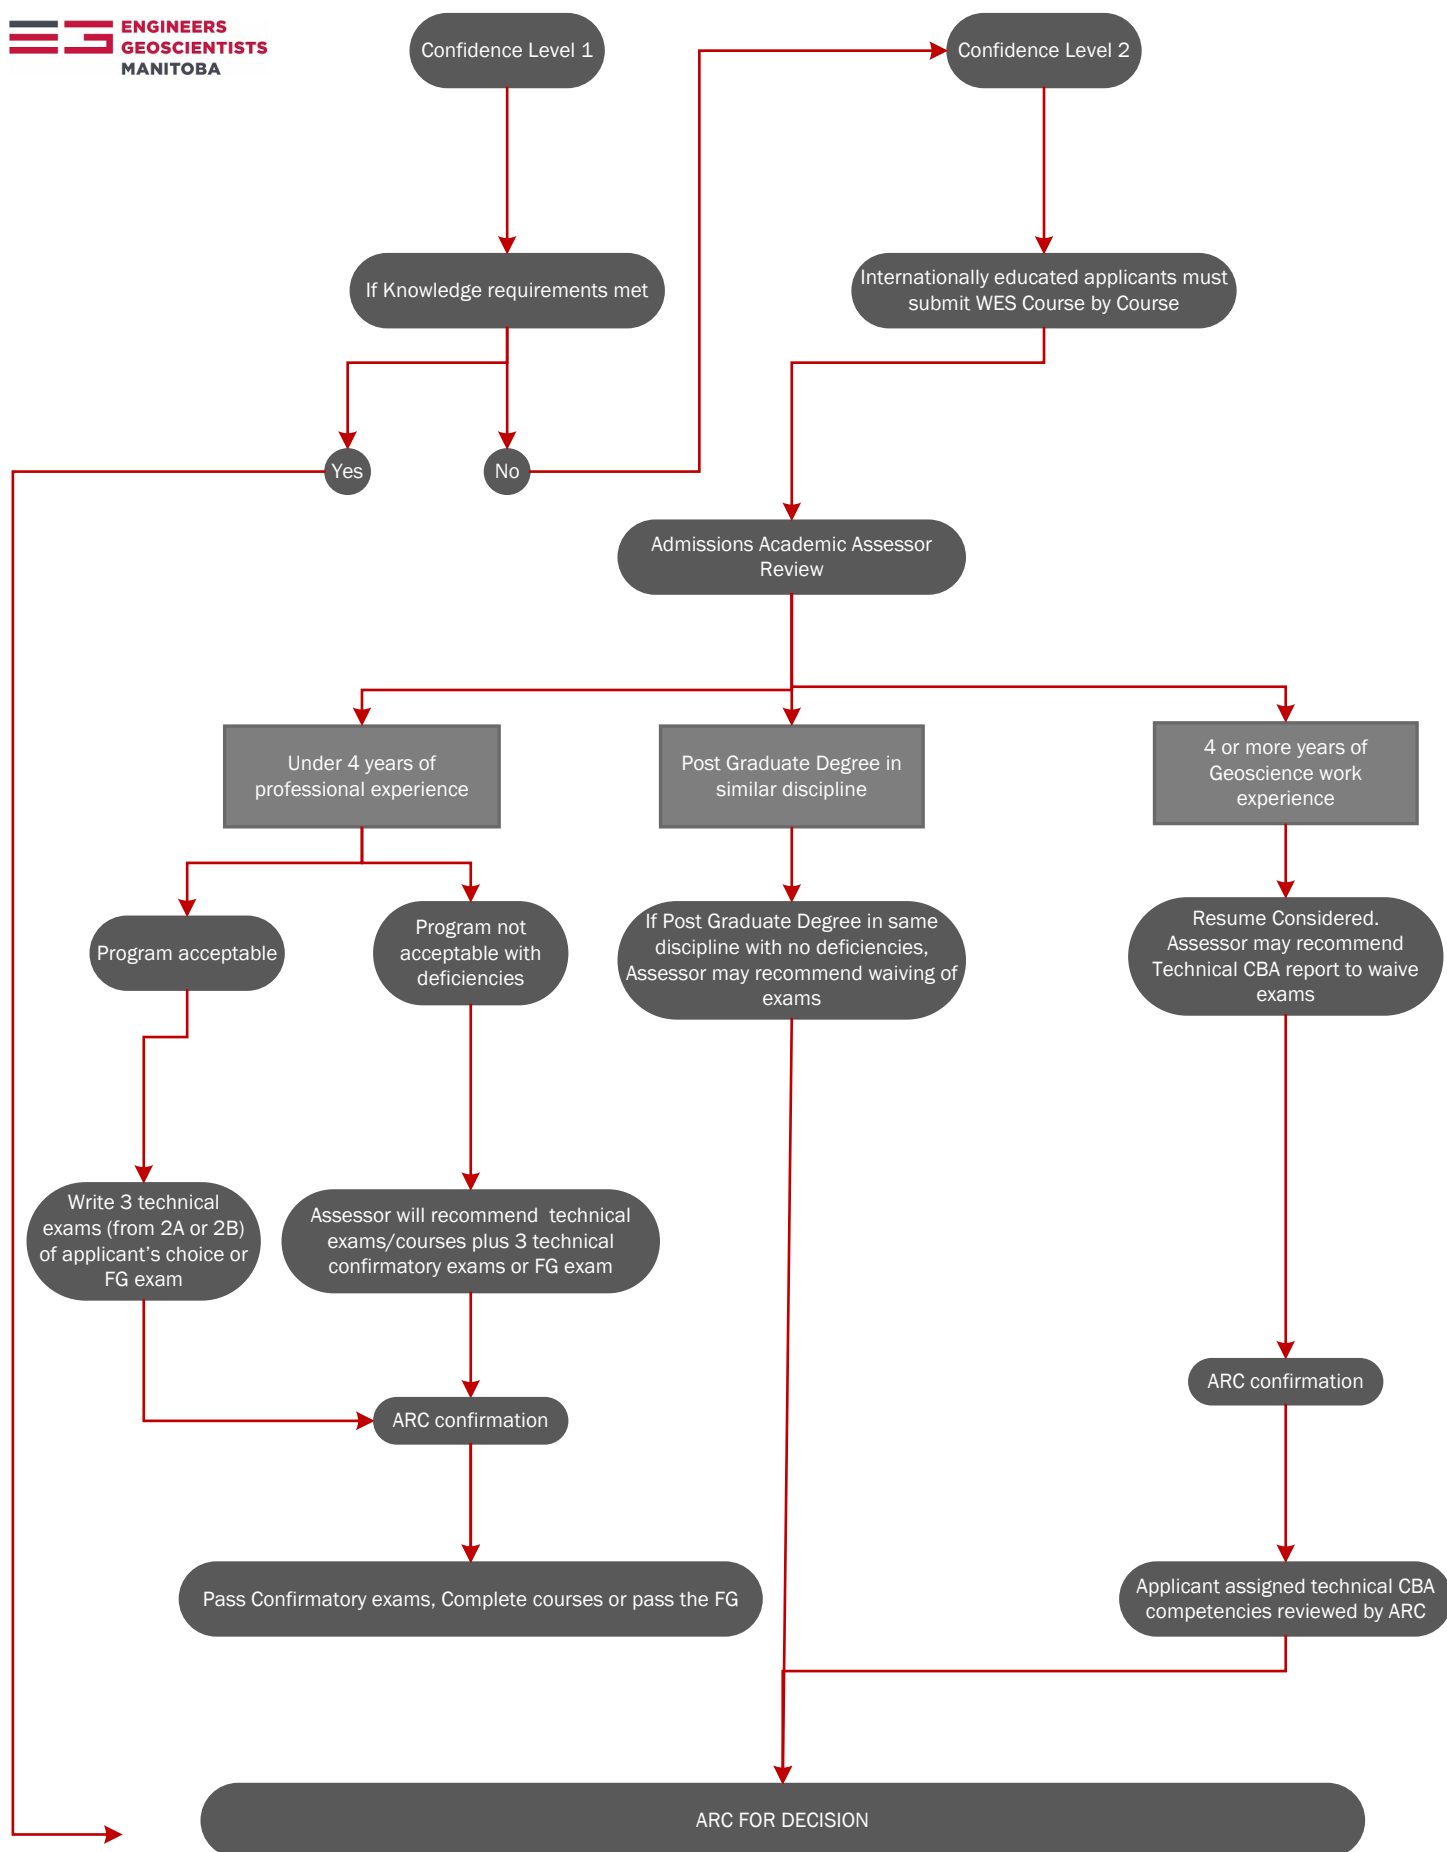 ENGINEERS
GEOSCIENTISTS
MANITOBA
Confidence Level 1
Confidence Level 2
If Knowledge requirements met
Internationally educated applicants must
submit WES Course by Course
Yes
No
Admissions Academic Assessor
Review
Under 4 years of
professional experience
Post Graduate Degree in
similar discipline
4 or more years of
Geoscience work
experience
Program acceptable
Program not
acceptable with
deficiencies
If Post Graduate Degree in same
discipline with no deficiencies,
Assessor may recommend waiving of
exams
Resume Considered.
Assessor may recommend
Technical CBA report to waive
exams
Write 3 technical
exams (from 2A or 2B)
of applicant's choice or
FG exam
Assessor will recommend  technical
exams/courses plus 3 technical
confirmatory exams or FG exam
ARC confirmation
ARC confirmation
Pass Confirmatory exams, Complete courses or pass the FG
Applicant assigned technical CBA
competencies reviewed by ARC
ARC FOR DECISION